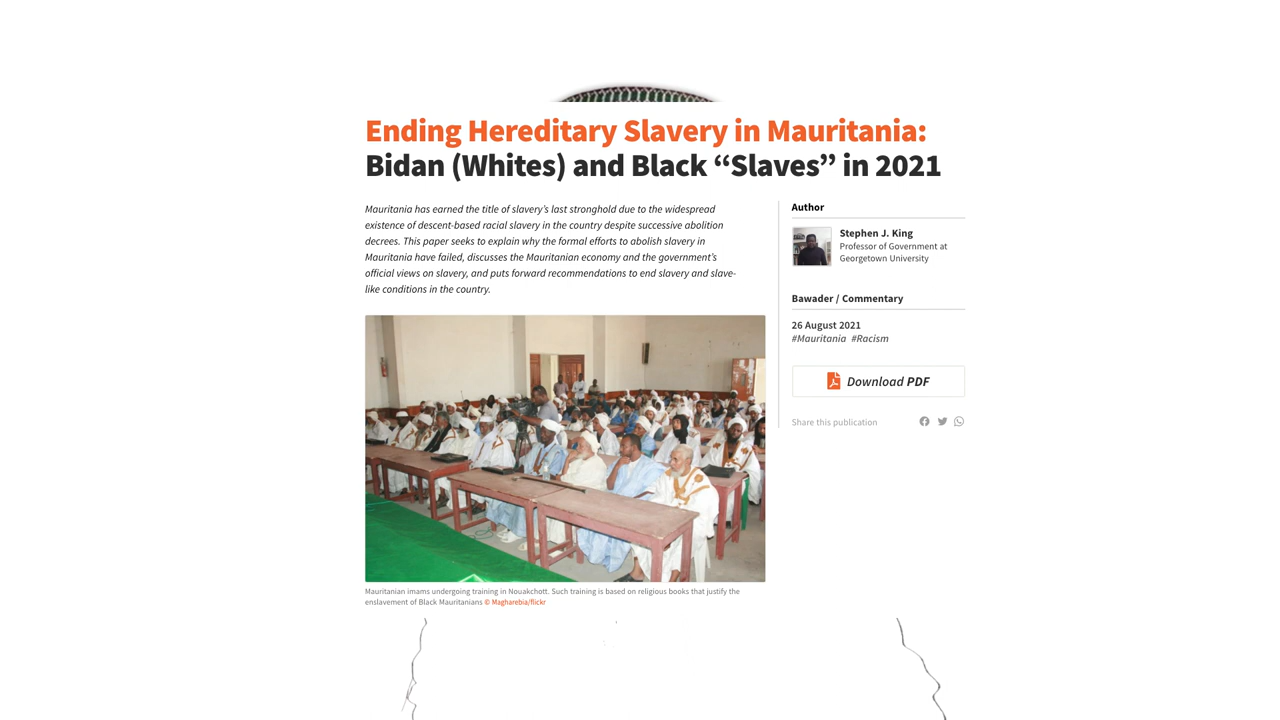 Ending Hereditary Slavery in Mauritania:
Bidan (Whites) and Black “Slaves” in 2021
Mauritania has earned the title of slavery’s last stronghold due to the widespread
existence of descent-based racial slavery in the country despite successive abolition
decrees. This paper seeks to explain why the formal efforts to abolish slavery in
Mauritania have failed, discusses the Mauritanian economy and the government’s
official views on slavery, and puts forward recommendations to end slavery and slave-
like conditions in the country.
Mauritanian imams undergoing training in Nouakchott. Such training is based on religious books that justify the
enslavement of Black Mauritanians © Magharebia/flickr
Author
Stephen J. King
Professor of Government at
Georgetown University
Bawader / Commentary
26 August 2021
#Mauritania #Racism
Download PDF
Share this publication